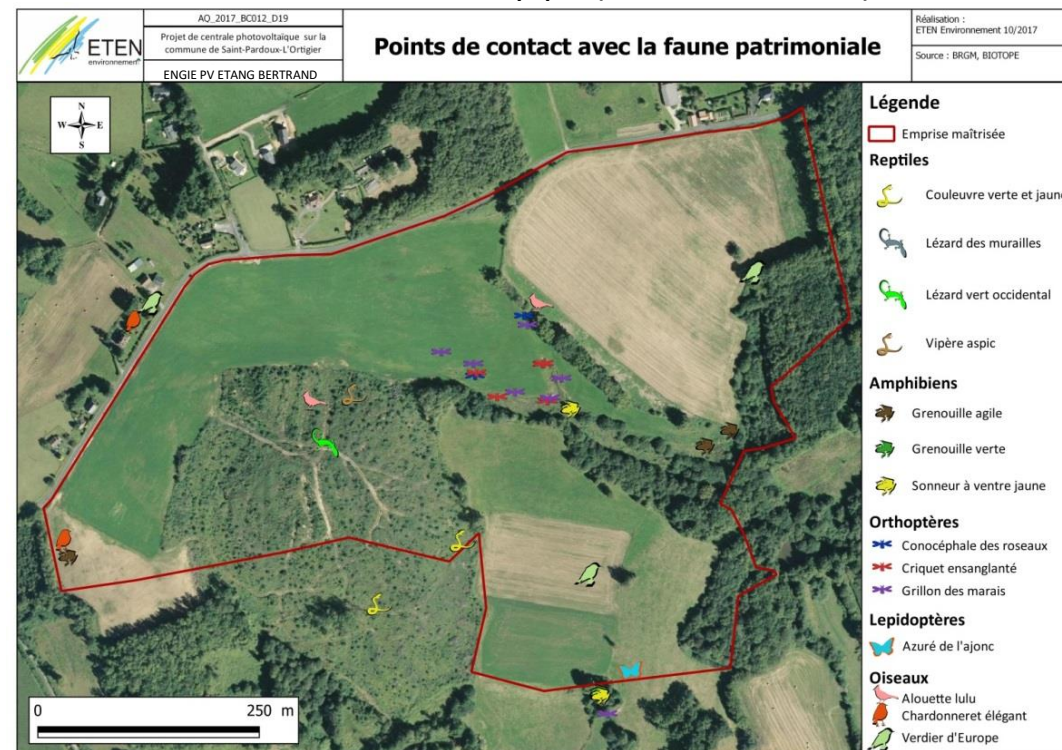 AQ_2017_BC012_D19
Projet de centrale photovoltaïque sur la
commune de Saint-Pardoux-L'Ortigier
ENGIE PV ETANG BERTRAND
ETEN
environnement
Points de contact avec la faune patrimoniale
Réalisation :
ETEN Environnement 10/2017
Source : BRGM, BIOTOPE
N
W E
S
0 250 m
Légende
Emprise maîtrisée
Reptiles
Couleuvre verte et jaune
Lézard des murailles
Lézard vert occidental
Vipère aspic
Amphibiens
Grenouille agile
Grenouille verte
Sonneur à ventre jaune
Orthoptères
Conocéphale des roseaux
Criquet ensanglanté
Grillon des marais
Lepidoptères
Azuré de l'ajonc
Oiseaux
Alouette lulu
Chardonneret élégant
Verdier d'Europe